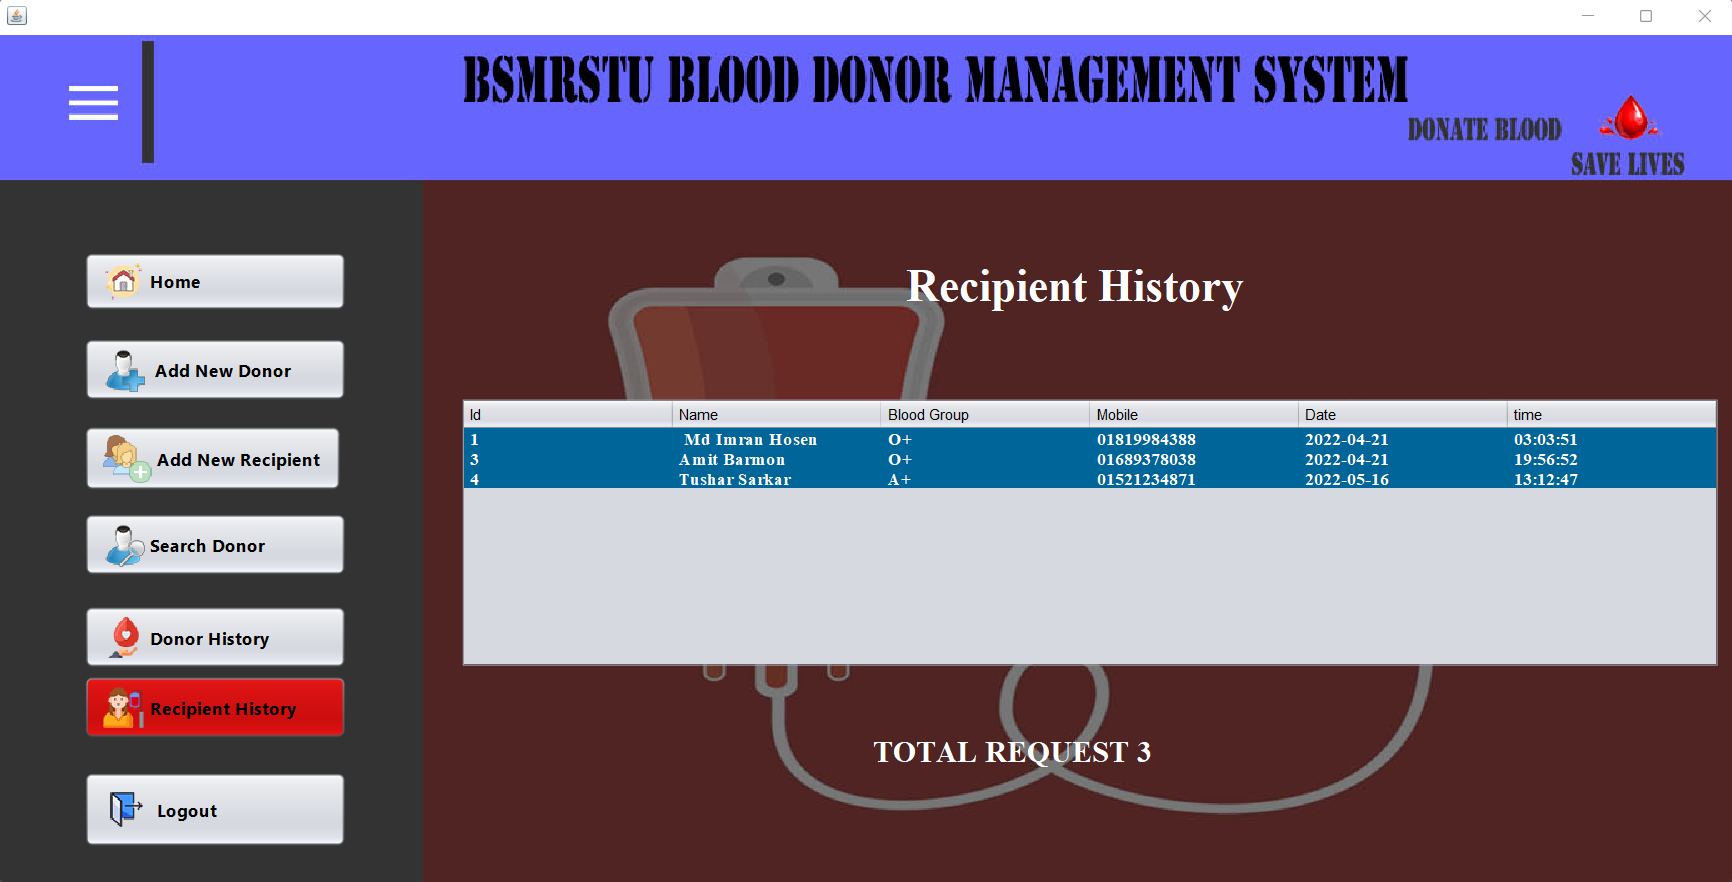 BSMRSTU BLOOD DONOR MANAGEMENT SYSTEM
DONATE BLOOD
SAVE LIVES
Home
Add New Donor
Add New Recipient
Search Donor
Donor History
Recipient History
Logout
Recipient History
Id Name Blood Group Mobile Date time
1 Md Imran Hosen O+ 01819984388 2022-04-21 03:03:51
3 Amit Barmon O+ 01689378038 2022-04-21 19:56:52
4 Tushar Sarkar A+ 01521234871 2022-05-16 13:12:47
TOTAL REQUEST 3